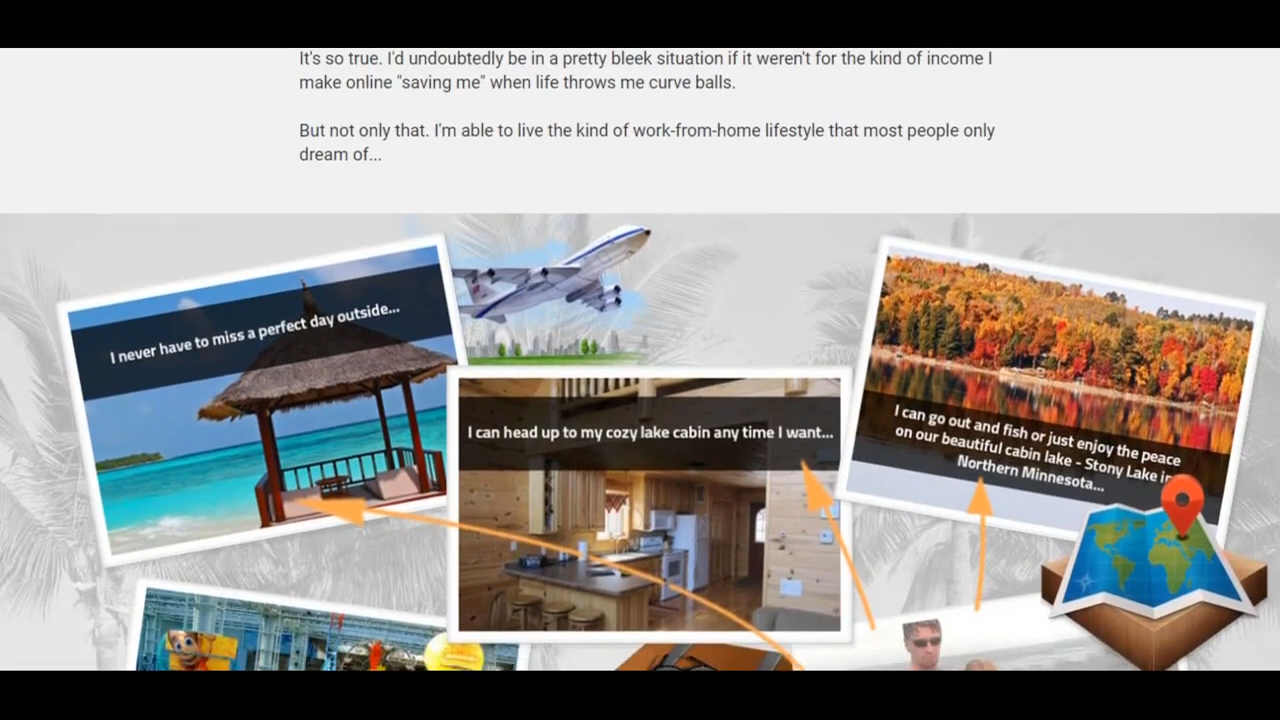 It's so true. I'd undoubtedly be in a pretty bleek situation if it weren't for the kind of income I
make online "saving me" when life throws me curve balls.
But not only that. I'm able to live the kind of work-from-home lifestyle that most people only
dream of...
I never have to miss a perfect day outside...
I can head up to my cozy lake cabin any time I want...
I can go out and fish or just enjoy the peace
on our beautiful cabin lake - Stony Lake in
Northern Minnesota...